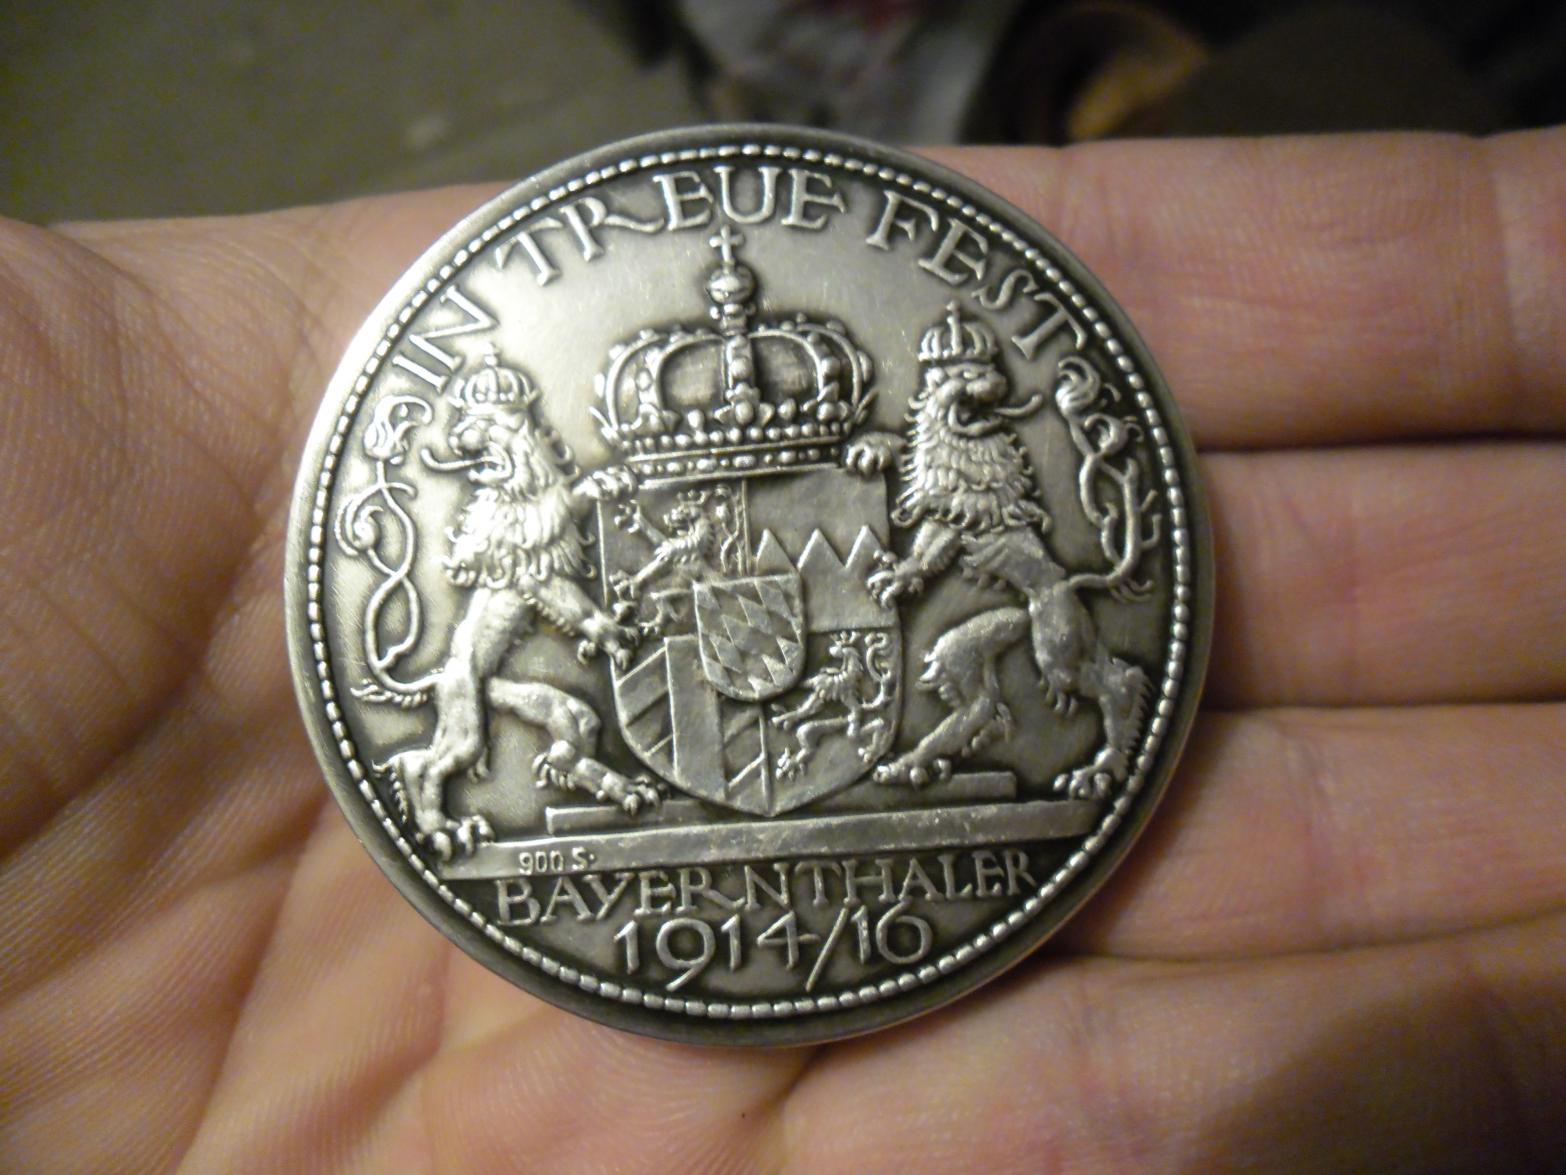 IN TREUE FEST
900 S.
BAYERNTHALER
1914/16